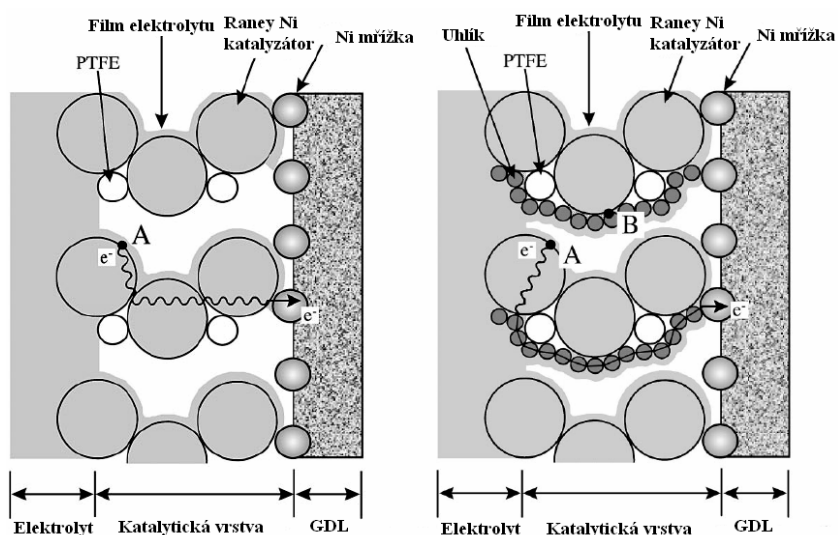 Film elektrolytu
Raney Ni
katalyzátor
Ni mřížka
PTFE
A
e-
e-
Elektrolyt
Katalytická vrstva
GDL
Uhlík
Film elektrolytu
PTFE
Raney Ni
katalyzátor
Ni mřížka
B
A
e-
e-
Elektrolyt
Katalytická vrstva
GDL